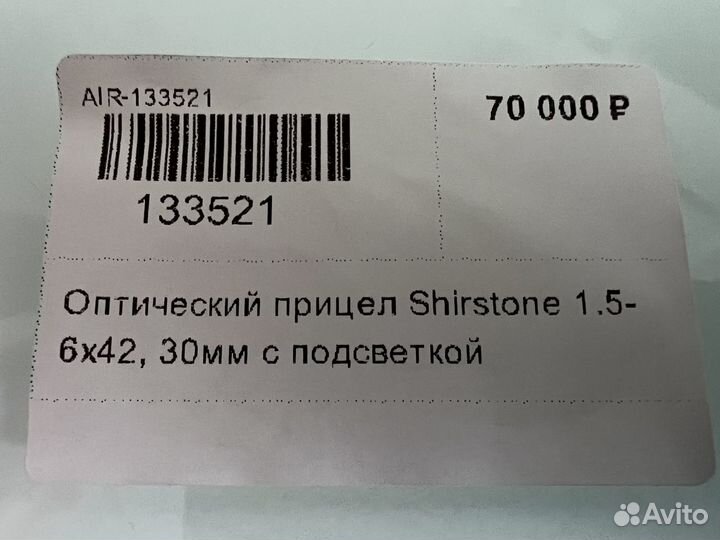 AIR-133521
70 000 ₽
133521
Оптический прицел Shirstone 1.5-
6x42, 30мм с подсветкой
Avito